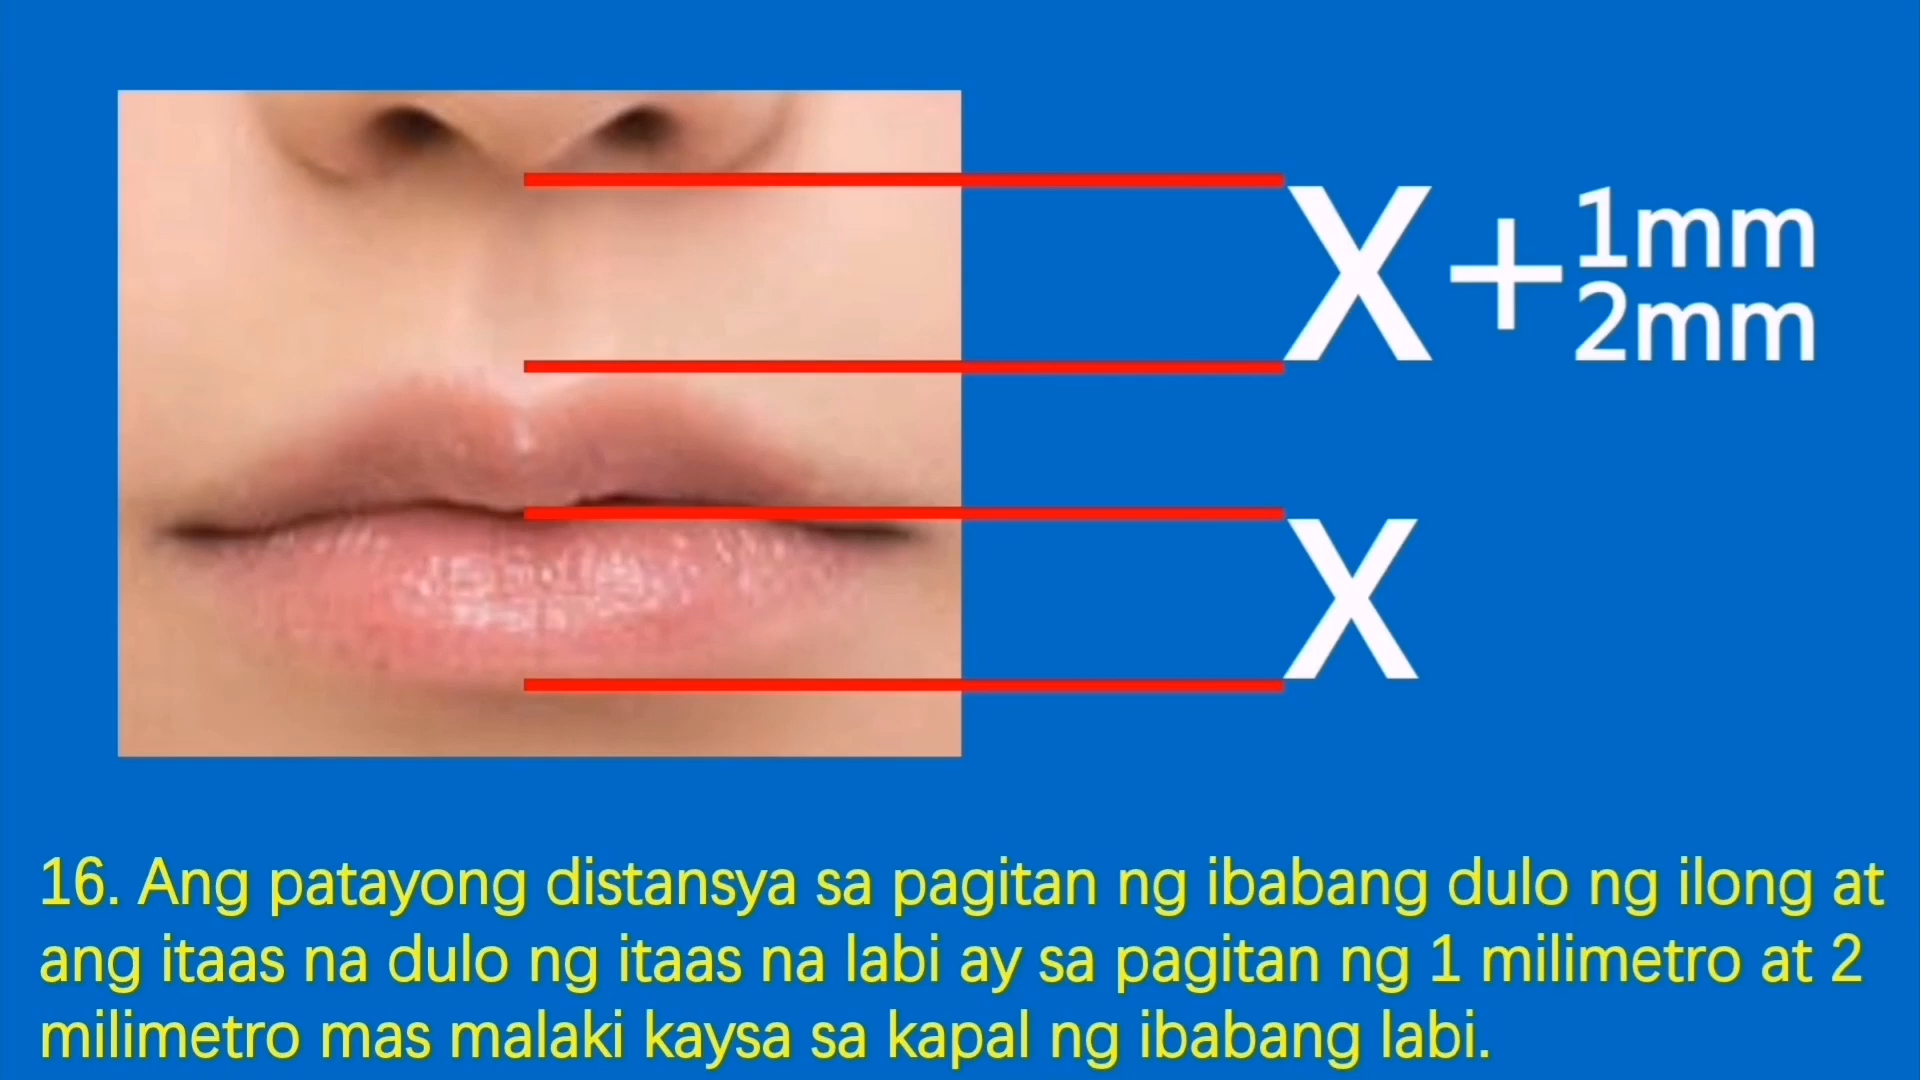 X+1mm
2mm
X
16. Ang patayong distansya sa pagitan ng ibabang dulo ng ilong at
ang itaas na dulo ng itaas na labi ay sa pagitan ng 1 milimetro at 2
milimetro mas malaki kaysa sa kapal ng ibabang labi.